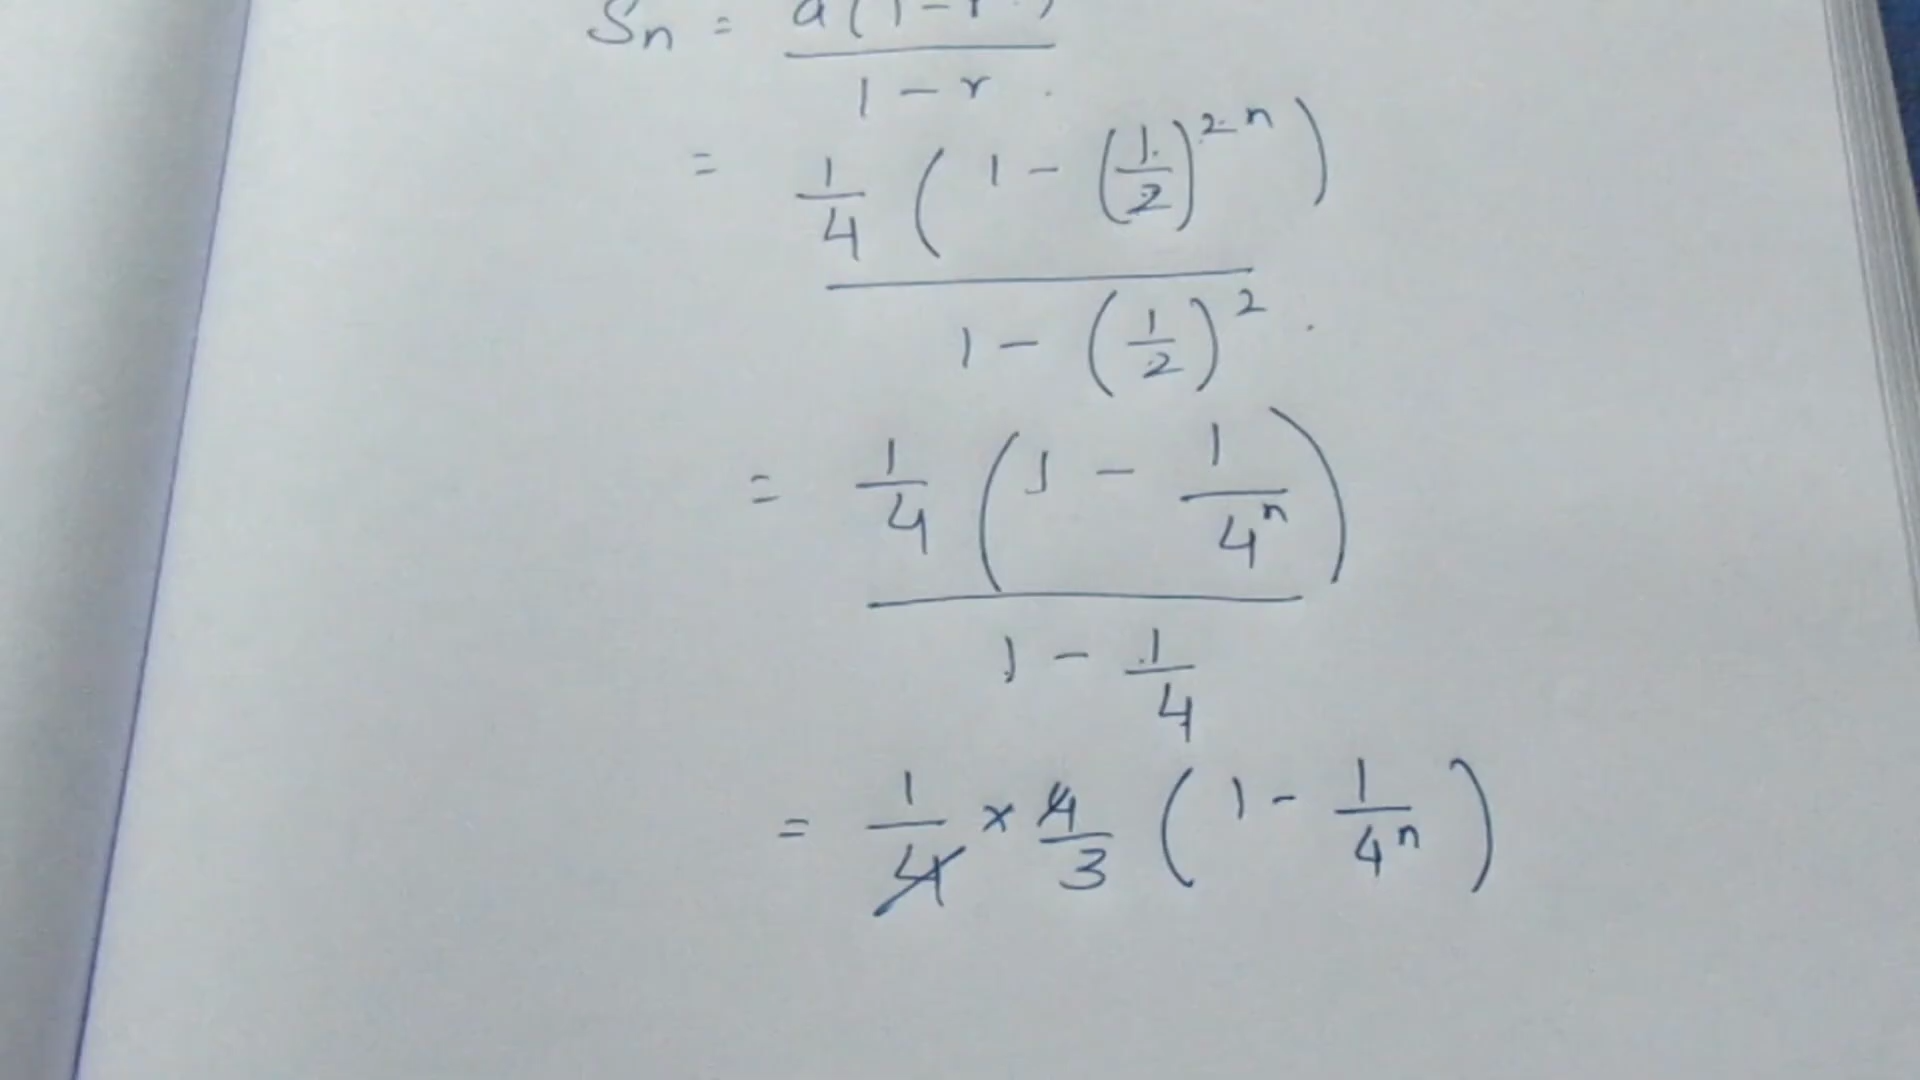 Sn = a(1-r
1-r
= 1/4 (1 - (1/2)^2n)
1 - (1/2)^2
= 1/4 (1 - 1/4^n)
1 - 1/4
= 1/4 × 4/3 (1 - 1/4^n)